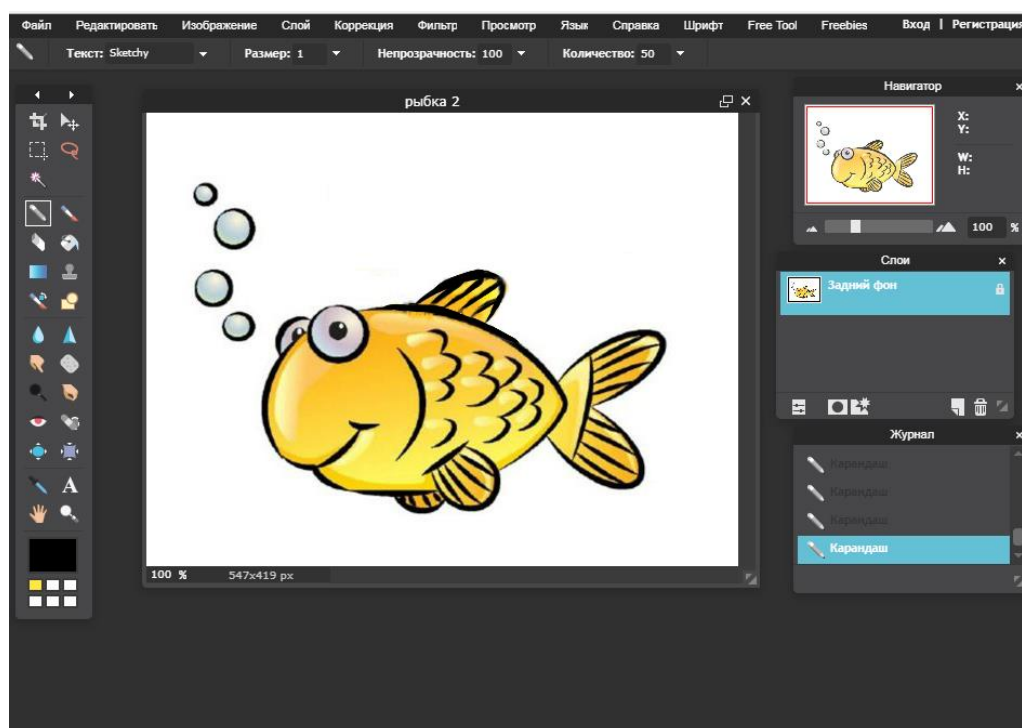 Файл Редактировать Изображение Слой Коррекция Фильтр Просмотр Язык Справка Шрифт Free Tool Freebies Вход | Регистрация
Текст: Sketchy Размер: 1 Непрозрачность: 100 Количество: 50
рыбка 2
Навигатор
X:
Y:
W:
H:
100 %
Слои
Задний фон
Журнал
Карандаш
Карандаш
Карандаш
Карандаш
A
100 % 547x419 px